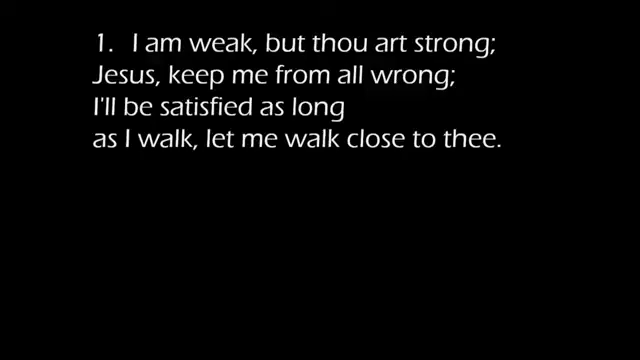 1. I am weak, but thou art strong;
Jesus, keep me from all wrong;
I'll be satisfied as long
as I walk, let me walk close to thee.